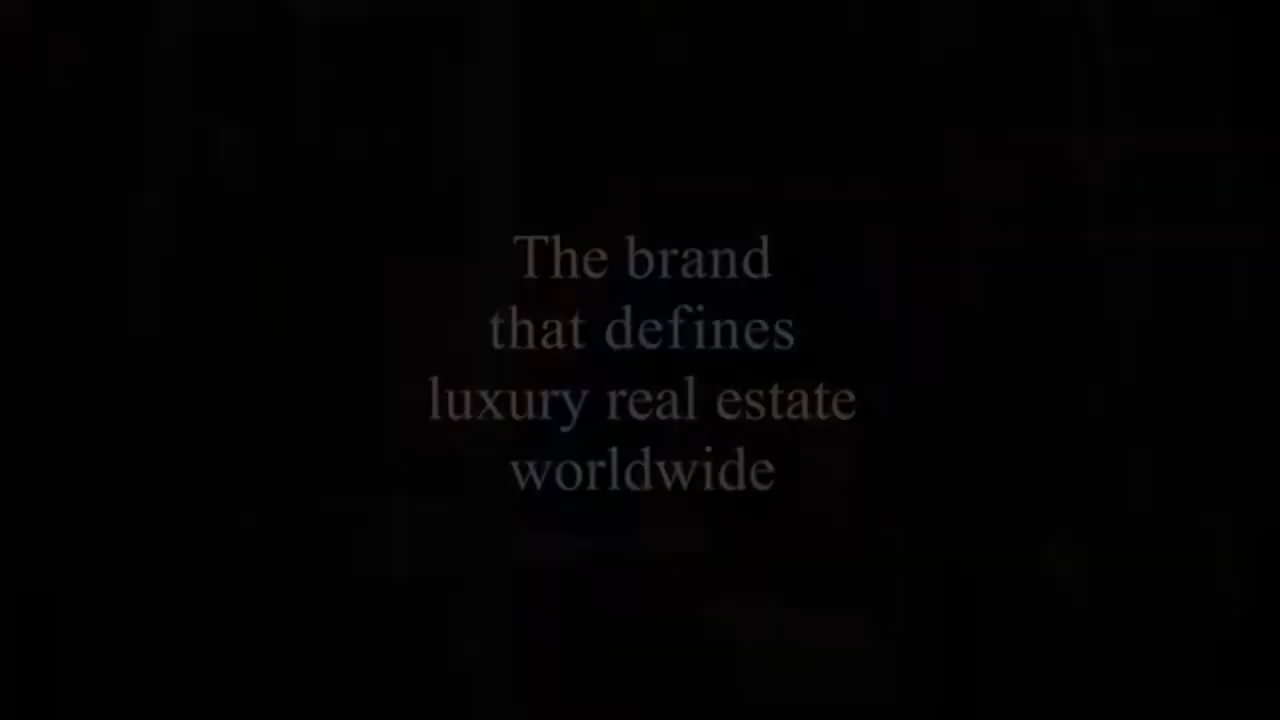 The brand
that defines
luxury real estate
worldwide